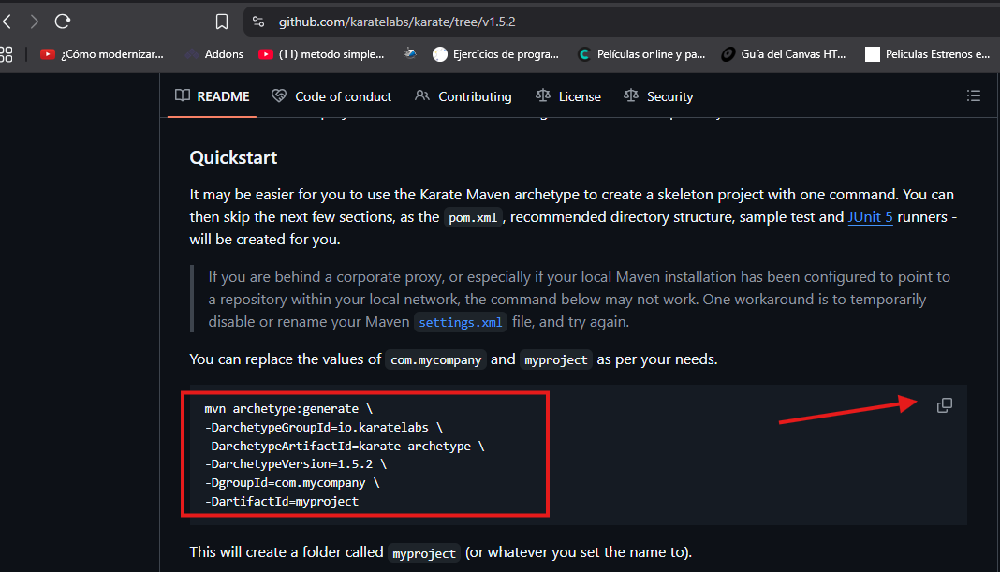 github.com/karatelabs/karate/tree/v1.5.2
¿Cómo modernizar... Addons (11) metodo simple... Ejercicios de progra... Películas online y pa... Guía del Canvas HT... Peliculas Estrenos e...
README Code of conduct Contributing License Security
Quickstart
It may be easier for you to use the Karate Maven archetype to create a skeleton project with one command. You can
then skip the next few sections, as the pom.xml, recommended directory structure, sample test and JUnit 5 runners -
will be created for you.
If you are behind a corporate proxy, or especially if your local Maven installation has been configured to point to
a repository within your local network, the command below may not work. One workaround is to temporarily
disable or rename your Maven settings.xml file, and try again.
You can replace the values of com.mycompany and myproject as per your needs.
mvn archetype:generate \
-DarchetypeGroupId=io.karatelabs \
-DarchetypeArtifactId=karate-archetype \
-DarchetypeVersion=1.5.2 \
-DgroupId=com.mycompany \
-DartifactId=myproject
This will create a folder called myproject (or whatever you set the name to).